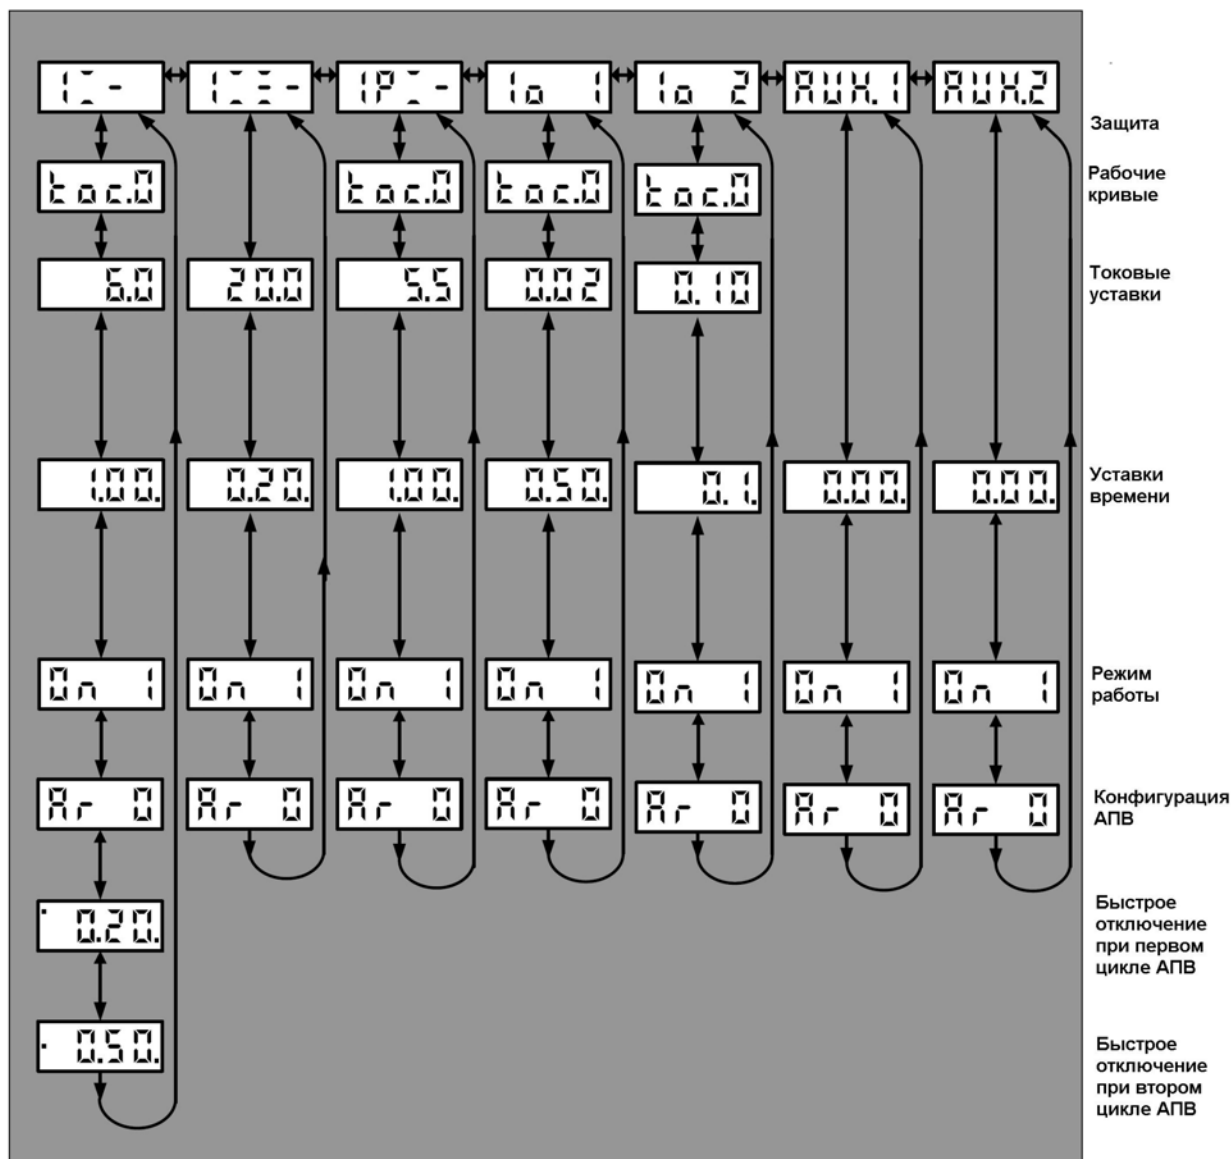 Io 1
Io 2
AUX.1
AUX.2
Защита
toc.0
toc.0
toc.0
toc.0
Рабочие
кривые
6.0
20.0
5.5
0.02
0.10
Токовые
уставки
1.00.
0.20.
1.00.
0.50.
0.1.
0.00.
0.00.
Уставки
времени
On 1
On 1
On 1
On 1
On 1
On 1
On 1
Режим
работы
Ar 0
Ar 0
Ar 0
Ar 0
Ar 0
Ar 0
Ar 0
Конфигурация
АПВ
0.20.
Быстрое
отключение
при первом
цикле АПВ
0.50.
Быстрое
отключение
при втором
цикле АПВ